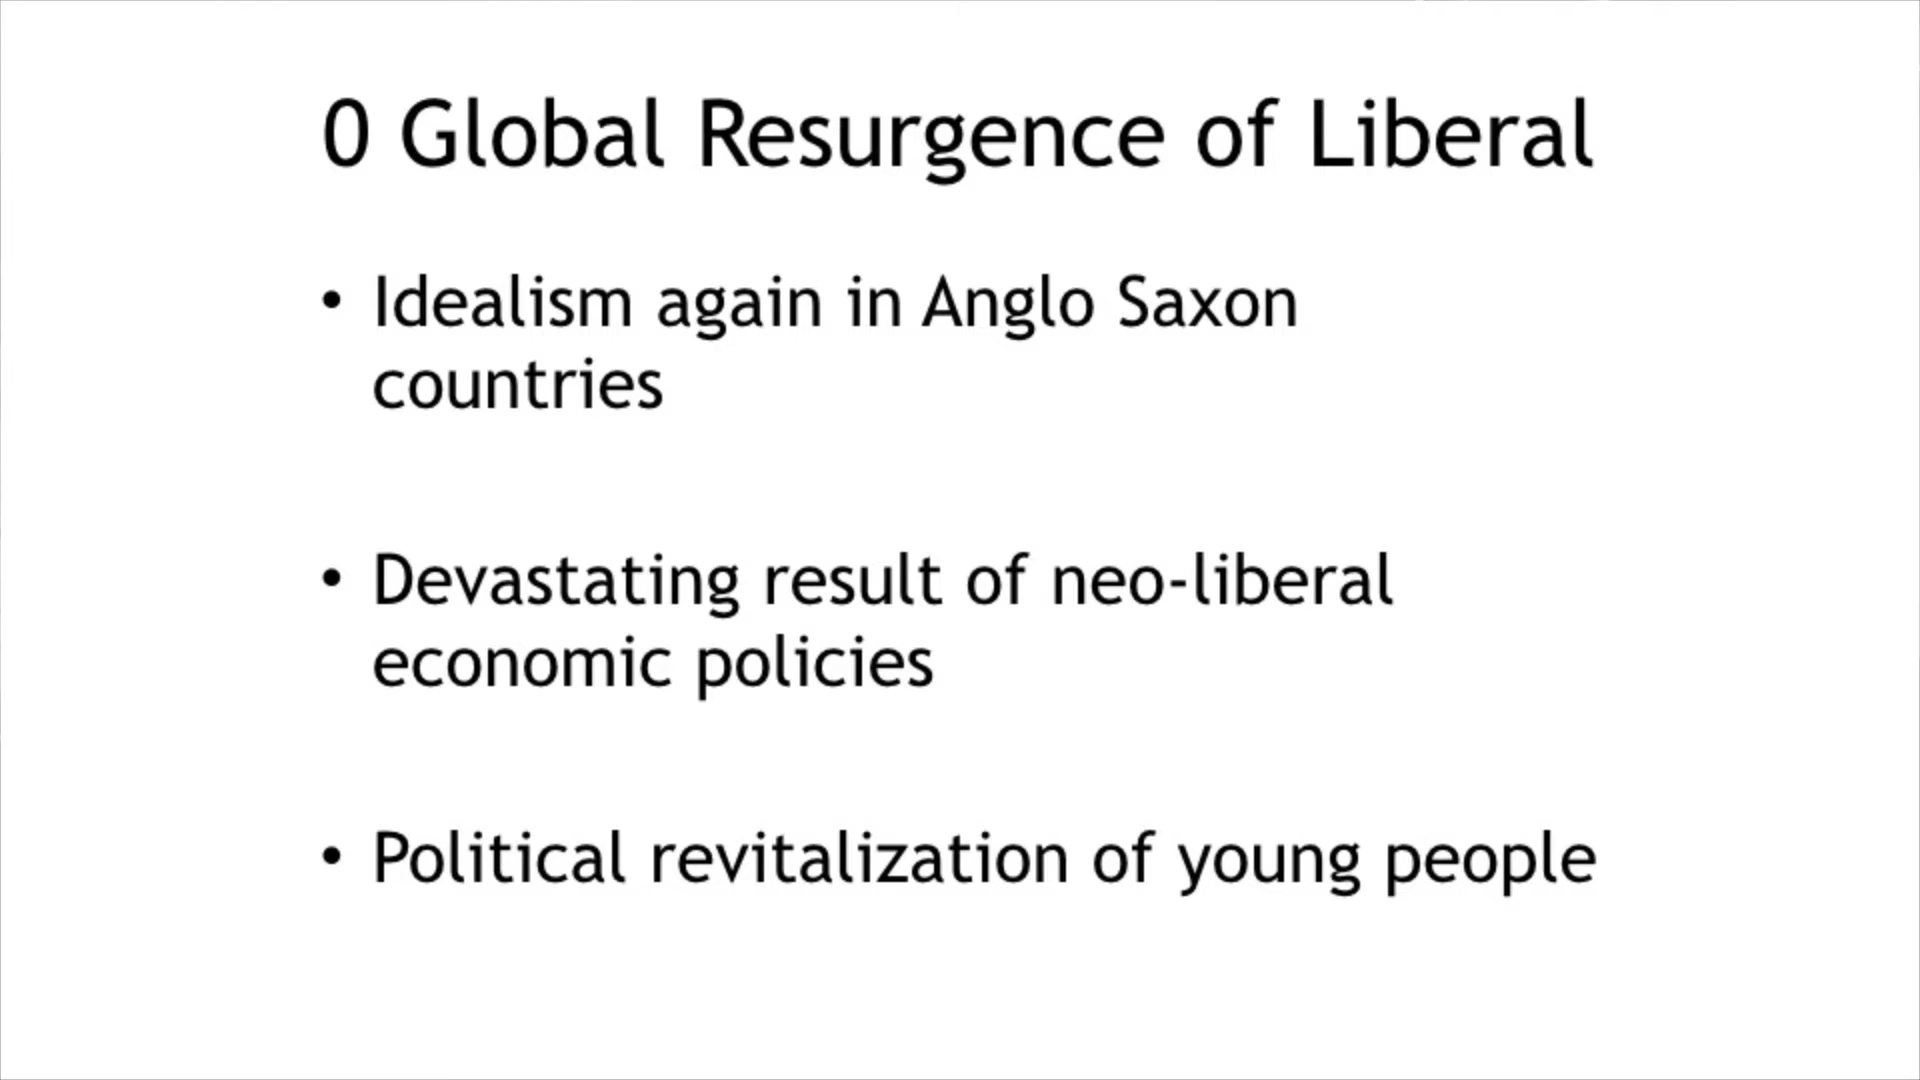 0 Global Resurgence of Liberal
• Idealism again in Anglo Saxon
countries
• Devastating result of neo-liberal
economic policies
• Political revitalization of young people